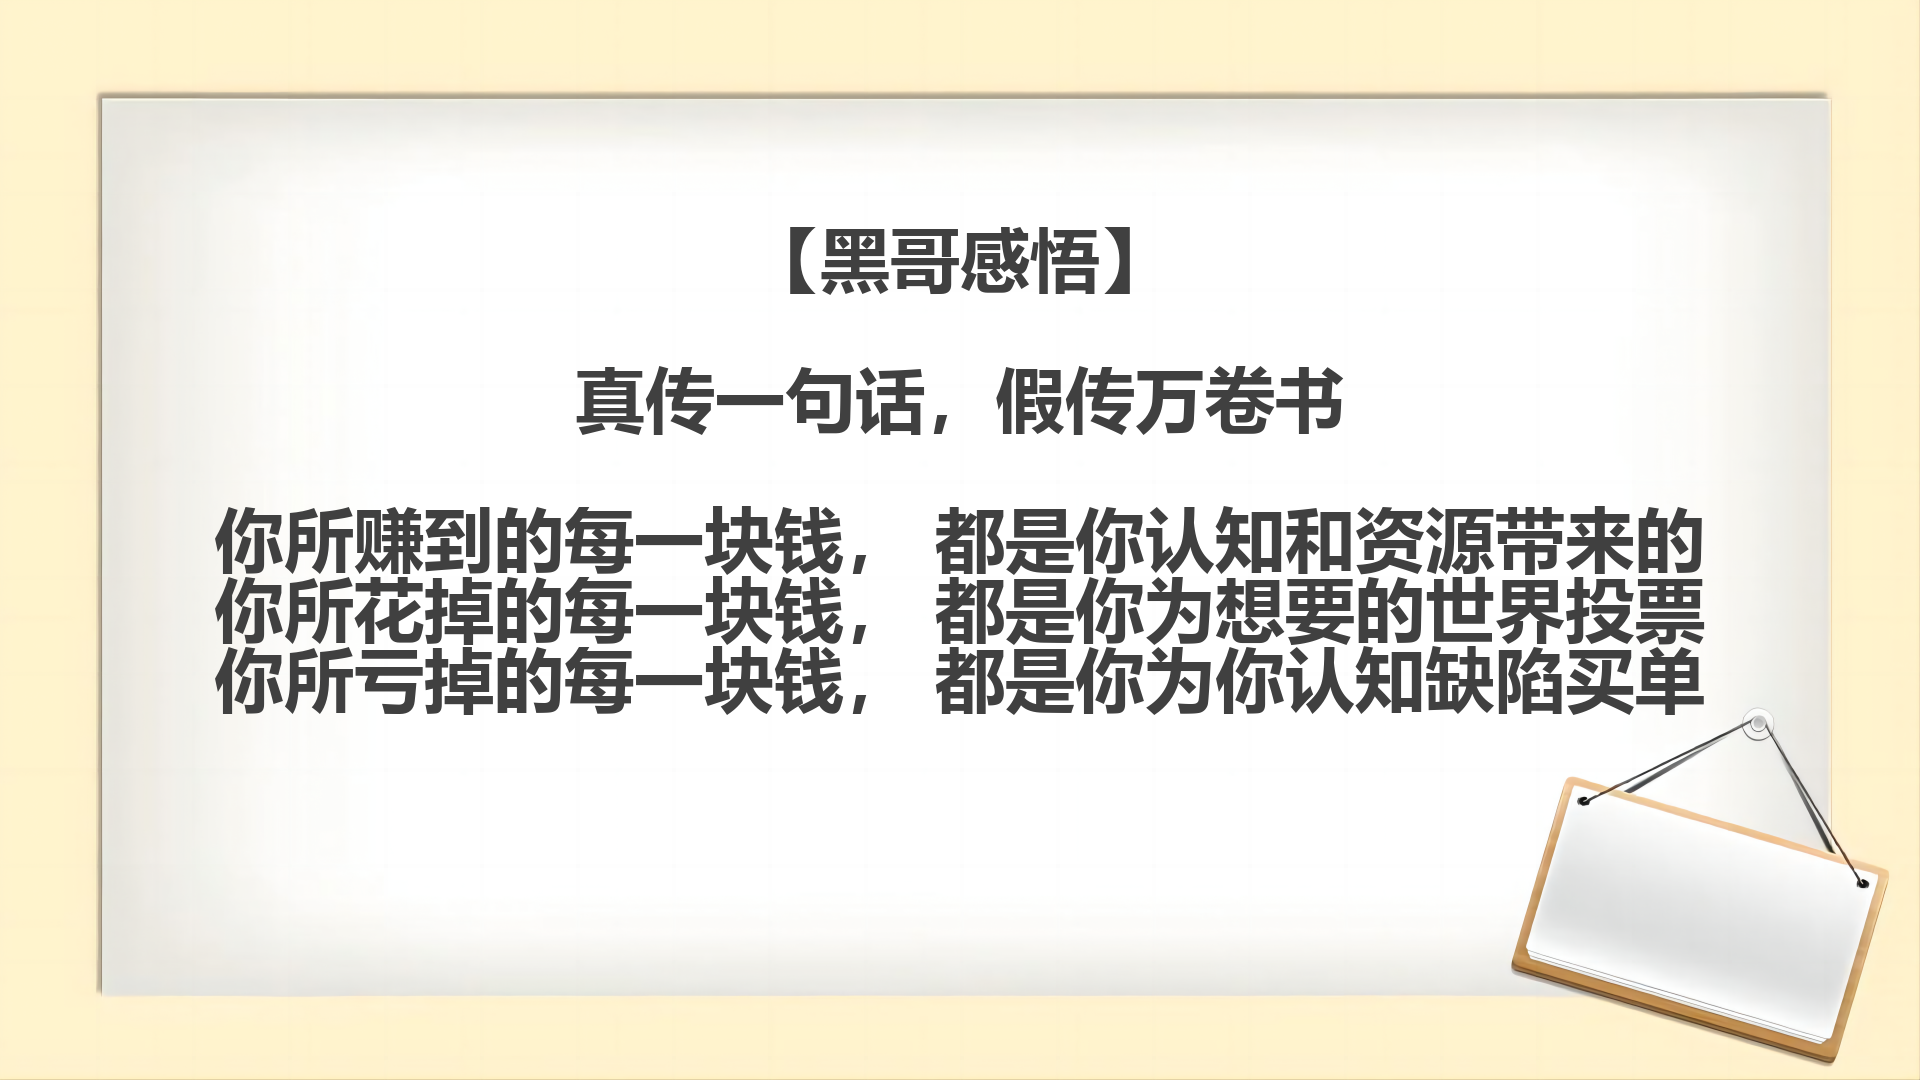 【黑哥感悟】
真传一句话，假传万卷书
你所赚到的每一块钱， 都是你认知和资源带来的
你所花掉的每一块钱， 都是你为想要的世界投票
你所亏掉的每一块钱， 都是你为你认知缺陷买单